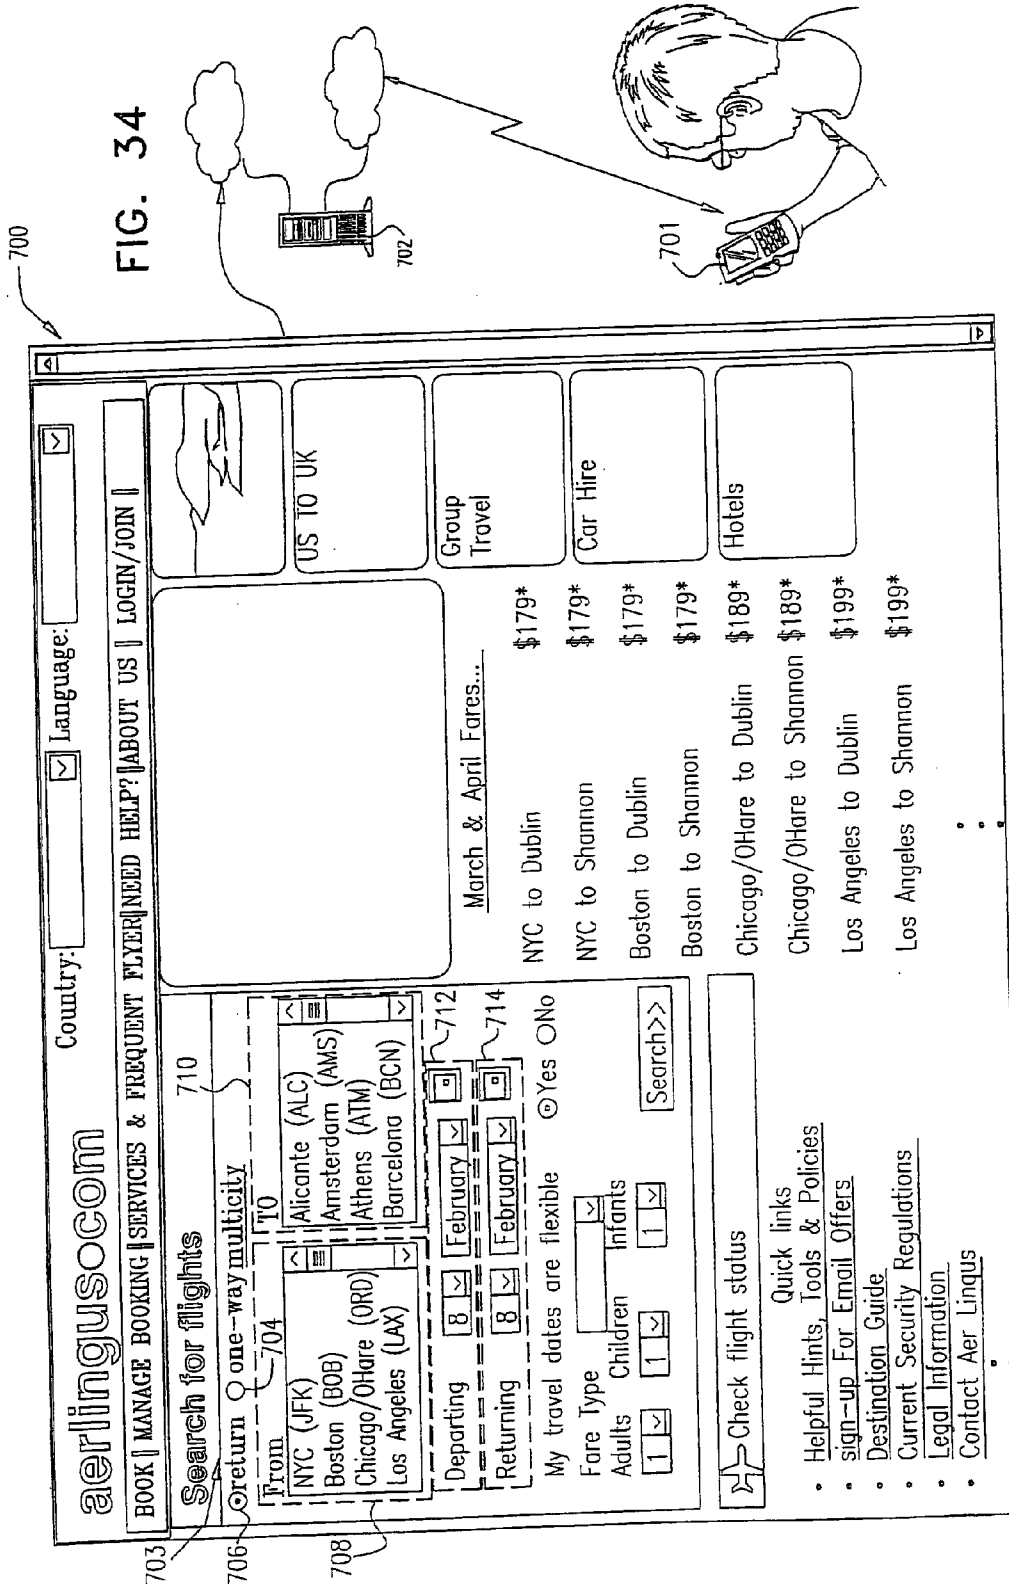 FIG. 34
700
702
701
aerlingus.com
Country:
Language:
BOOK | MANAGE BOOKING | SERVICES & FREQUENT FLYER | NEED HELP? | ABOUT US | LOGIN/JOIN |
703
Search for flights
710
706
return one-way multicity
704
708
From
NYC (JFK)
Boston (BOB)
Chicago/OHare (ORD)
Los Angeles (LAX)
TO
Alicante (ALC)
Amsterdam (AMS)
Athens (ATM)
Barcelona (BCN)
Departing 8 February 712
Returning 8 February 714
My travel dates are flexible Yes No
Fare Type
Adults Children Infants
1 1 1
Search>>
Check flight status
Quick links
• Helpful Hints, Tools & Policies
• sign-up For Email Offers
• Destination Guide
• Current Security Regulations
• Legal Information
• Contact Aer Lingus
March & April Fares...
NYC to Dublin $179*
NYC to Shannon $179*
Boston to Dublin $179*
Boston to Shannon $179*
Chicago/OHare to Dublin $189*
Chicago/OHare to Shannon $189*
Los Angeles to Dublin $199*
Los Angeles to Shannon $199*
US TO UK
Group
Travel
Car Hire
Hotels